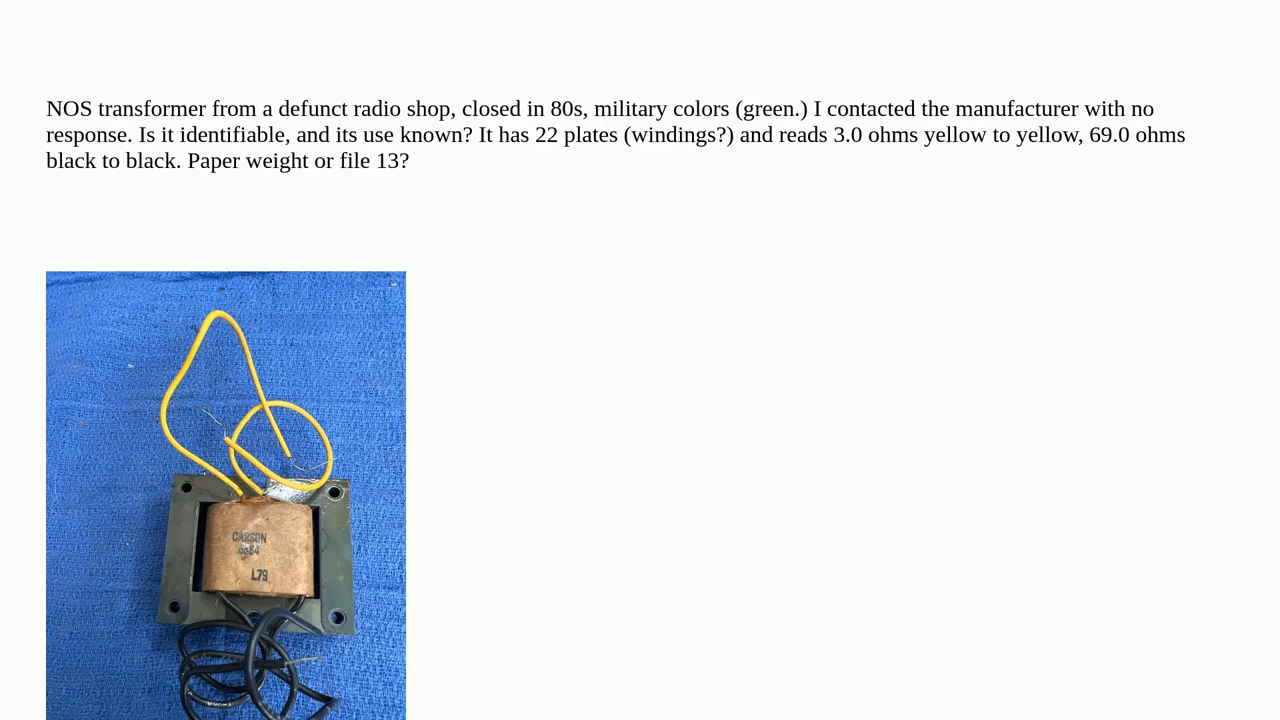 NOS transformer from a defunct radio shop, closed in 80s, military colors (green.) I contacted the manufacturer with no
response. Is it identifiable, and its use known? It has 22 plates (windings?) and reads 3.0 ohms yellow to yellow, 69.0 ohms
black to black. Paper weight or file 13?
CARSON
L79